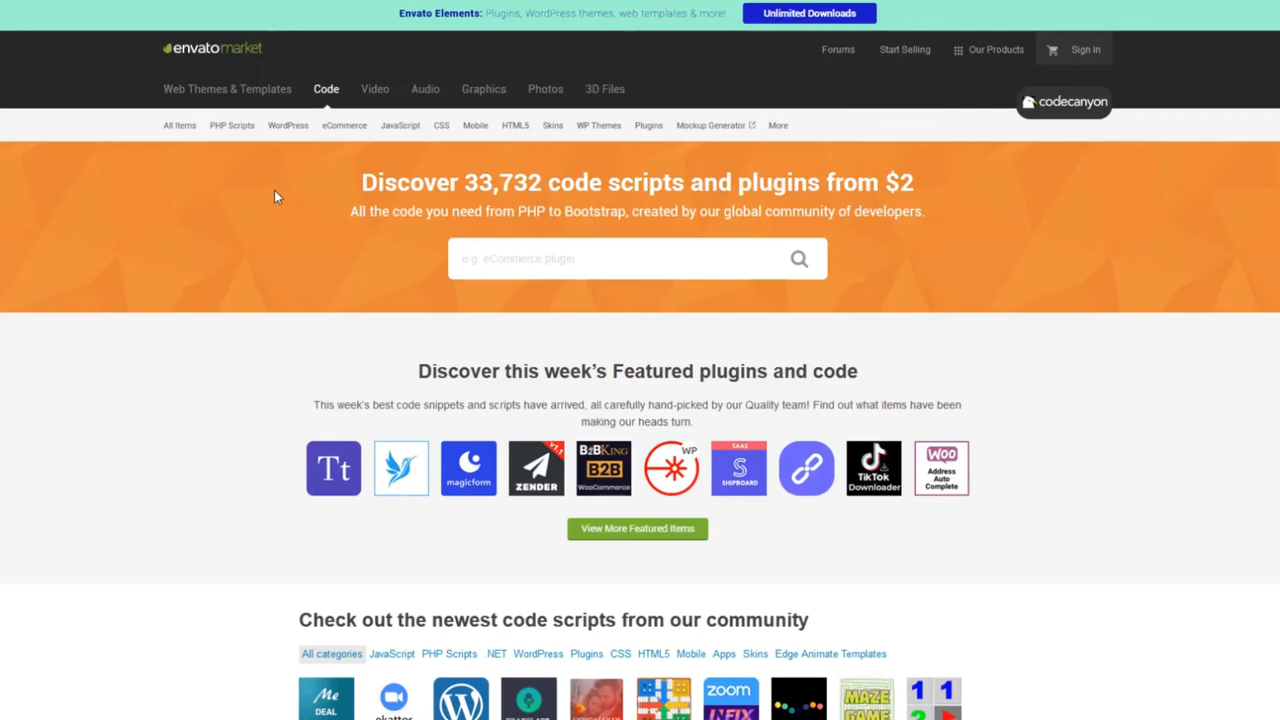 Envato Elements: Plugins, WordPress themes, web templates & more! Unlimited Downloads
envatomarket Forums Start Selling Our Products Sign In
Web Themes & Templates Code Video Audio Graphics Photos 3D Files
codecanyon
All Items PHP Scripts WordPress eCommerce JavaScript CSS Mobile HTML5 Skins WP Themes Plugins Mockup Generator More
Discover 33,732 code scripts and plugins from $2
All the code you need from PHP to Bootstrap, created by our global community of developers.
e.g. eCommerce plugin
Discover this week's Featured plugins and code
This week's best code snippets and scripts have arrived, all carefully hand-picked by our Quality team! Find out what items have been
making our heads turn.
Tt
magicform
V1.1
ZENDER
B2BKING
B2B
WooCommerce
WP
SAAS
S
SHIPBOARD
TikTok
Downloader
WOO
Address
Auto
Complete
View More Featured Items
Check out the newest code scripts from our community
All categories JavaScript PHP Scripts .NET WordPress Plugins CSS HTML5 Mobile Apps Skins Edge Animate Templates
Me
DEAL
zoom
INFIX
MAZE
GAME
1 1